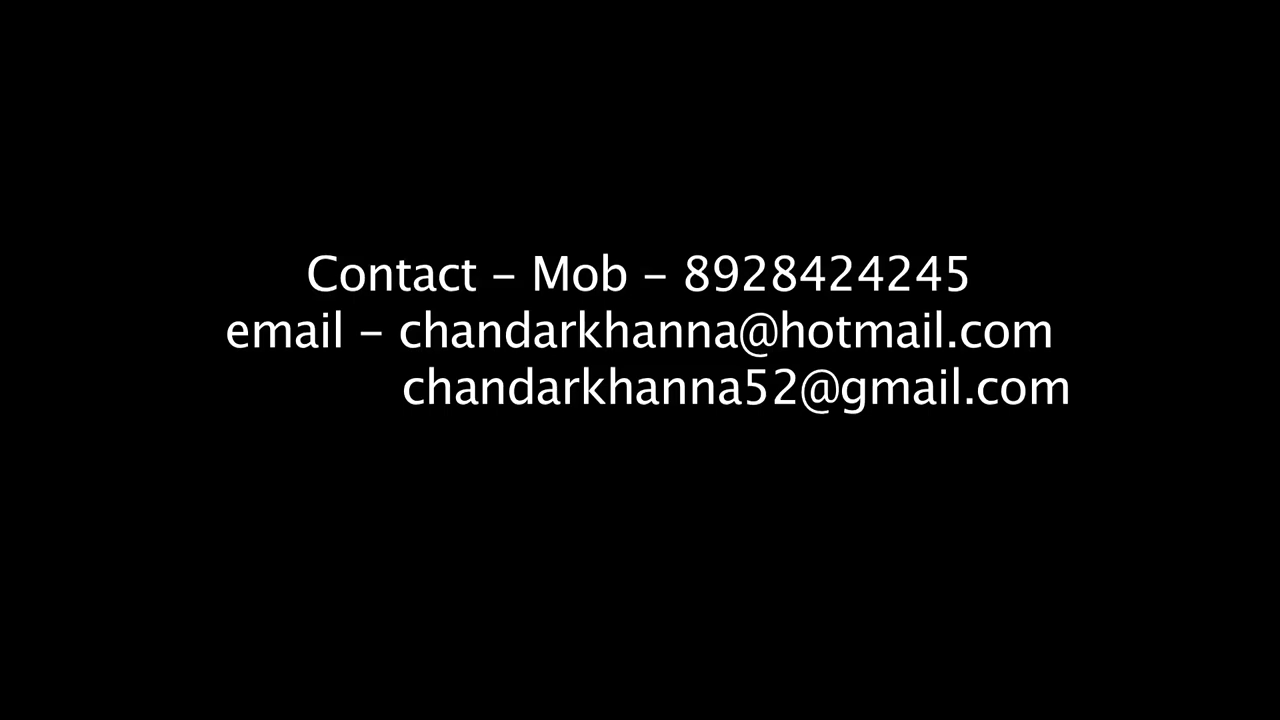 Contact – Mob – 8928424245
email – chandarkhanna@hotmail.com
chandarkhanna52@gmail.com